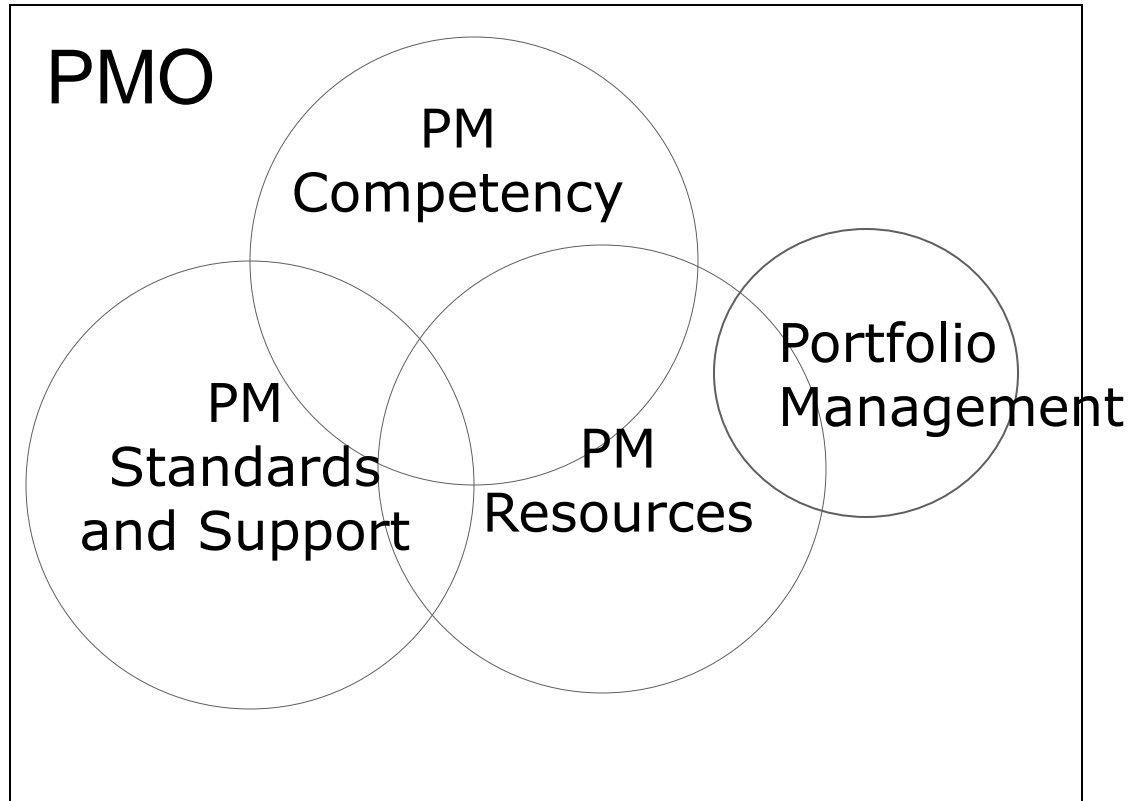 PMO
PM
Competency
Portfolio
Management
PM
Standards
and Support
PM
Resources